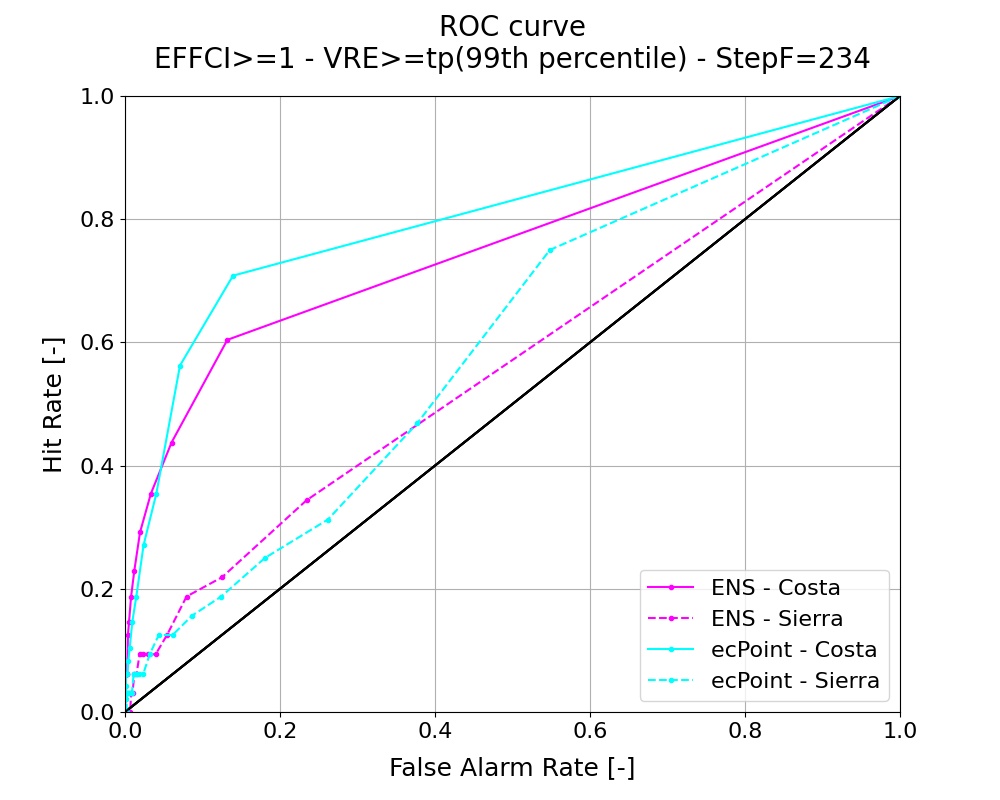 ROC curve
EFFCI>=1 - VRE>=tp(99th percentile) - StepF=234
1.0
0.8
0.6
0.4
0.2
0.0
Hit Rate [-]
0.0 0.2 0.4 0.6 0.8 1.0
False Alarm Rate [-]
ENS - Costa
ENS - Sierra
ecPoint - Costa
ecPoint - Sierra